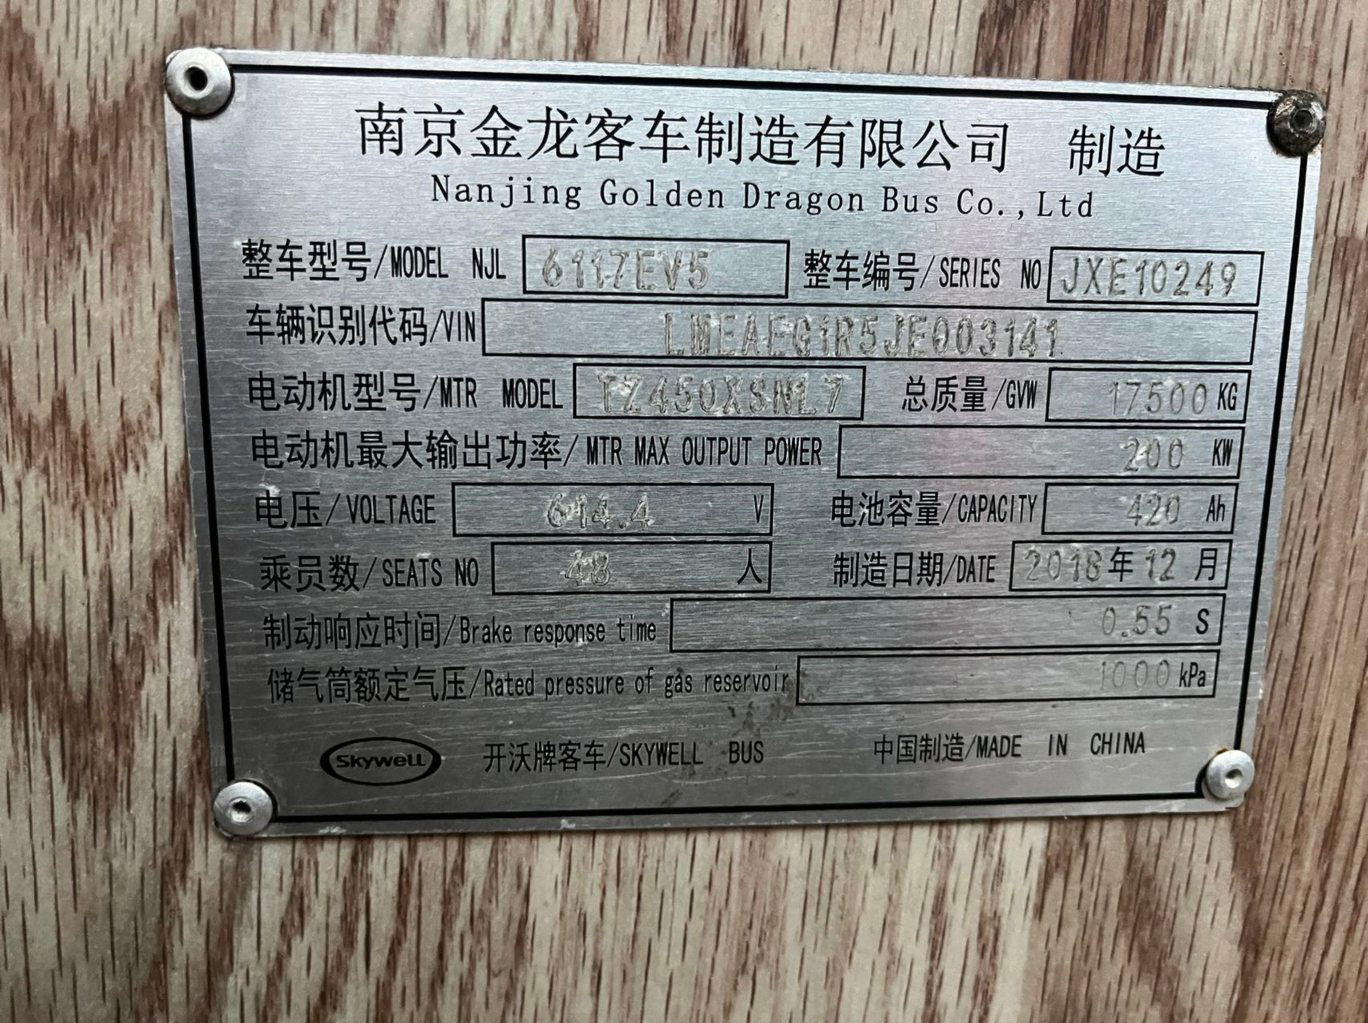 南京金龙客车制造有限公司 制造
Nanjing Golden Dragon Bus Co.,Ltd
整车型号/MODEL NJL 6117EV5 整车编号/SERIES NO JXE10249
车辆识别代码/VIN LMEAEG1R5JE003141
电动机型号/MTR MODEL TZ450XSNL7 总质量/GVW 17500 KG
电动机最大输出功率/MTR MAX OUTPUT POWER 200 KW
电压/VOLTAGE 614.4 V 电池容量/CAPACITY 420 Ah
乘员数/SEATS NO 48 人 制造日期/DATE 2018年12月
制动响应时间/Brake response time 0.55 S
储气筒额定气压/Rated pressure of gas reservoir 1000 kPa
SKYWELL 开沃牌客车/SKYWELL BUS 中国制造/MADE IN CHINA